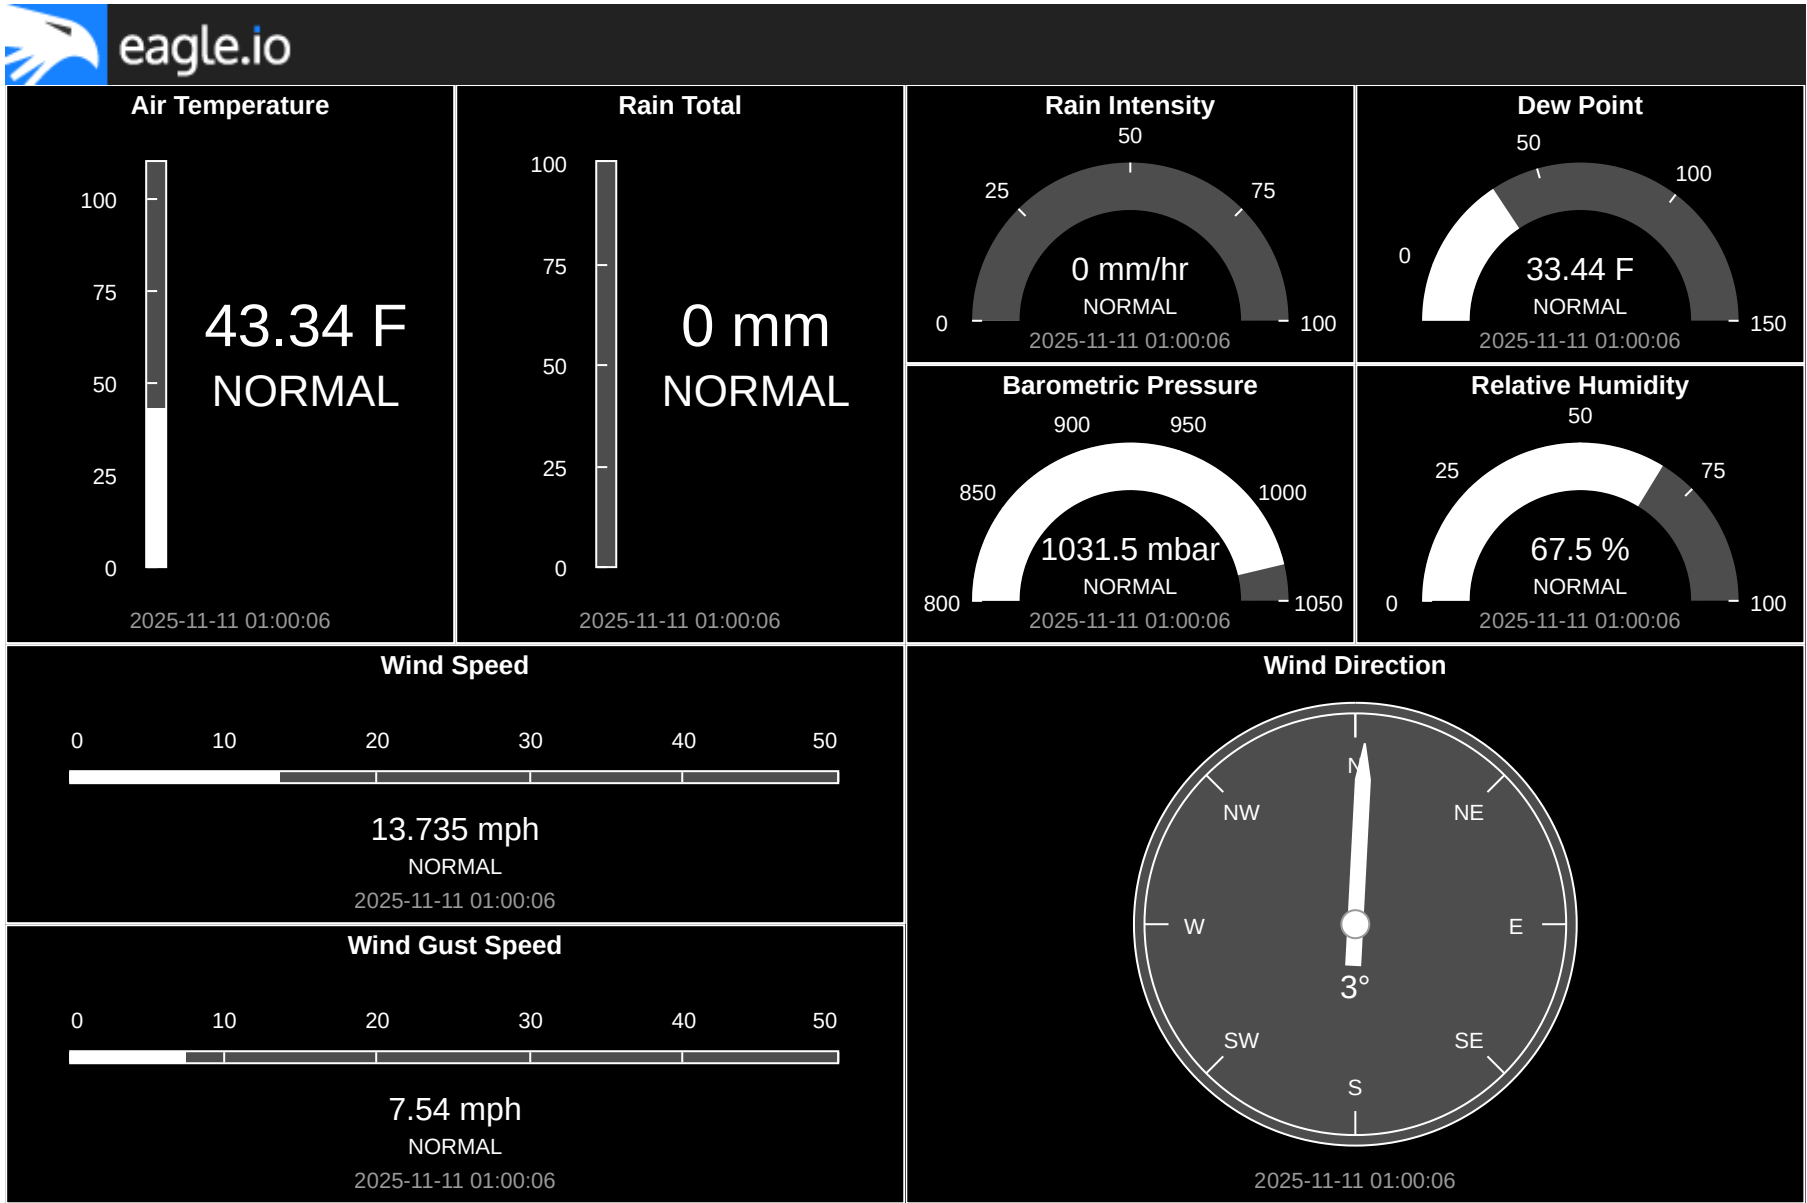 eagle.io
Air Temperature
100
75
50
25
0
43.34 F
NORMAL
2025-11-11 01:00:06
Rain Total
100
75
50
25
0
0 mm
NORMAL
2025-11-11 01:00:06
Rain Intensity
0
25
50
75
100
0 mm/hr
NORMAL
2025-11-11 01:00:06
Dew Point
0
50
100
150
33.44 F
NORMAL
2025-11-11 01:00:06
Barometric Pressure
800
850
900
950
1000
1050
1031.5 mbar
NORMAL
2025-11-11 01:00:06
Relative Humidity
0
25
50
75
100
67.5 %
NORMAL
2025-11-11 01:00:06
Wind Speed
0 10 20 30 40 50
13.735 mph
NORMAL
2025-11-11 01:00:06
Wind Gust Speed
0 10 20 30 40 50
7.54 mph
NORMAL
2025-11-11 01:00:06
Wind Direction
N
NW NE
W E
3°
SW SE
S
2025-11-11 01:00:06